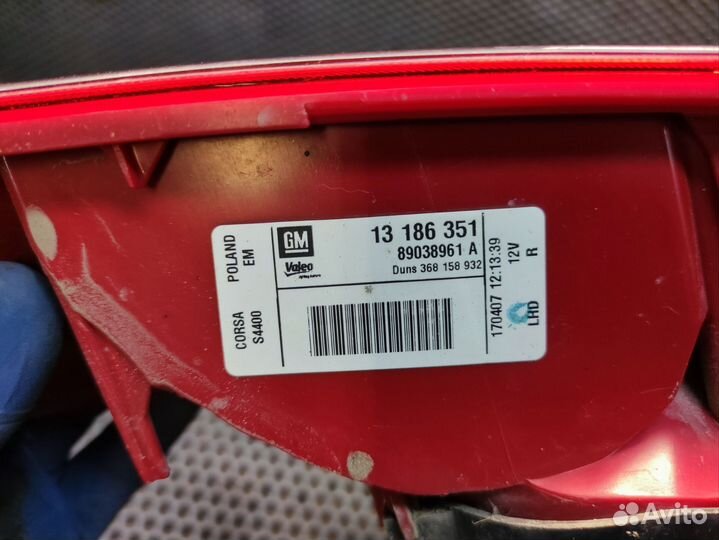 CORSA POLAND
S4400 EM
GM
Valeo
13 186 351
89038961 A
Duns 368 158 932
170407 12:13:39
12V
LHD R
Avito